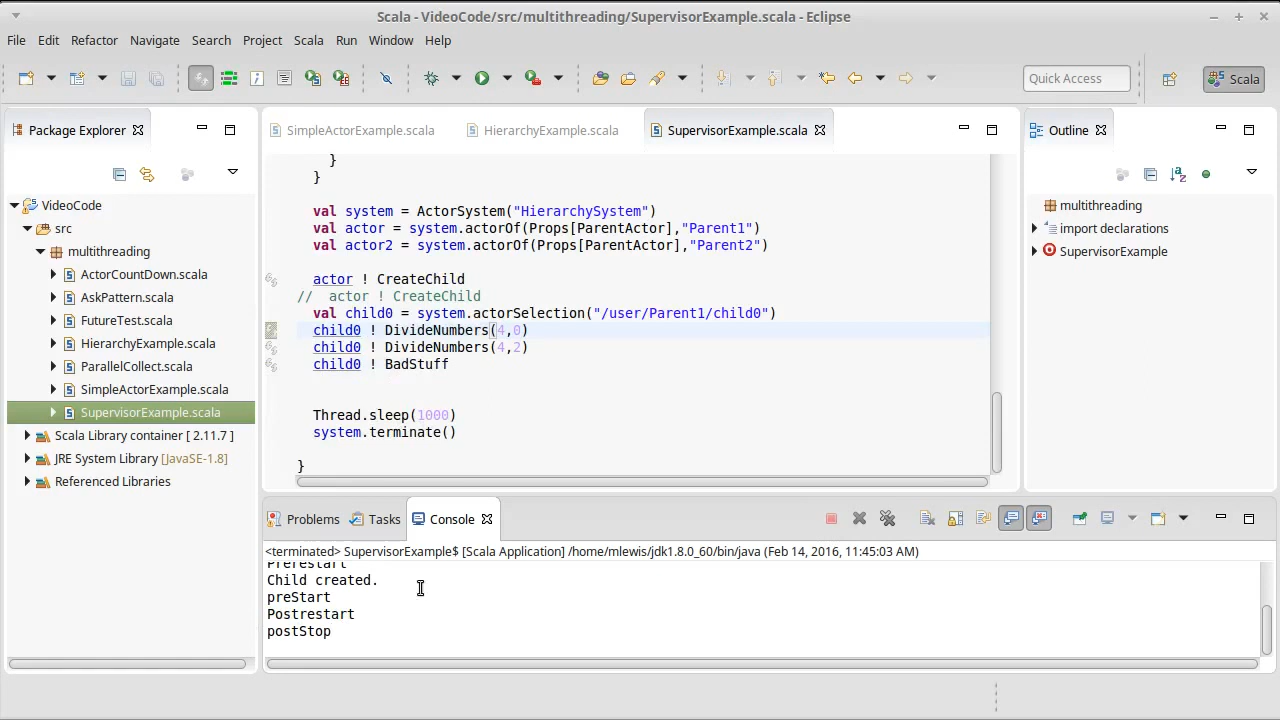 Scala - VideoCode/src/multithreading/SupervisorExample.scala - Eclipse
File Edit Refactor Navigate Search Project Scala Run Window Help
Quick Access
Scala
Package Explorer
SimpleActorExample.scala
HierarchyExample.scala
SupervisorExample.scala
Outline
VideoCode
src
multithreading
ActorCountDown.scala
AskPattern.scala
FutureTest.scala
HierarchyExample.scala
ParallelCollect.scala
SimpleActorExample.scala
SupervisorExample.scala
Scala Library container [ 2.11.7 ]
JRE System Library [JavaSE-1.8]
Referenced Libraries
}
}
val system = ActorSystem("HierarchySystem")
val actor = system.actorOf(Props[ParentActor],"Parent1")
val actor2 = system.actorOf(Props[ParentActor],"Parent2")
actor ! CreateChild
//  actor ! CreateChild
val child0 = system.actorSelection("/user/Parent1/child0")
child0 ! DivideNumbers(4,0)
child0 ! DivideNumbers(4,2)
child0 ! BadStuff
Thread.sleep(1000)
system.terminate()
}
multithreading
import declarations
SupervisorExample
Problems
Tasks
Console
<terminated> SupervisorExample$ [Scala Application] /home/mlewis/jdk1.8.0_60/bin/java (Feb 14, 2016, 11:45:03 AM)
Prerestart
Child created.
preStart
Postrestart
postStop